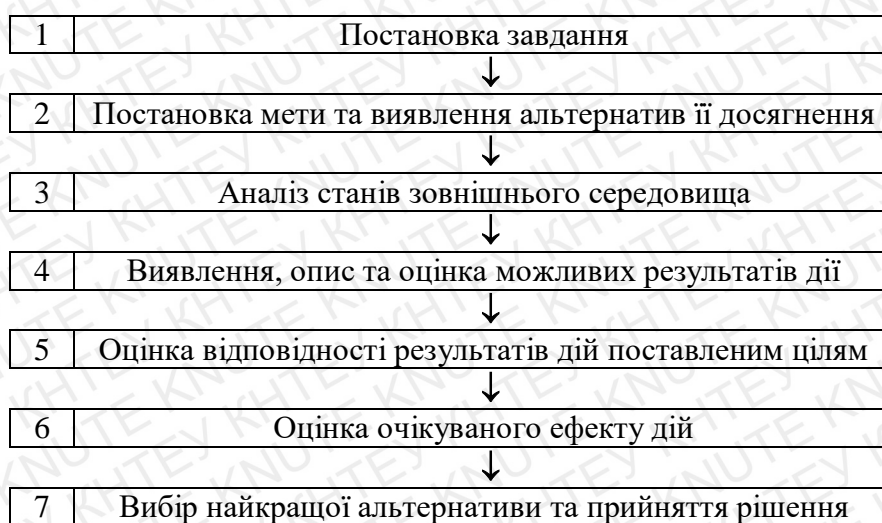 1 Постановка завдання
↓
2 Постановка мети та виявлення альтернатив її досягнення
↓
3 Аналіз станів зовнішнього середовища
↓
4 Виявлення, опис та оцінка можливих результатів дії
↓
5 Оцінка відповідності результатів дій поставленим цілям
↓
6 Оцінка очікуваного ефекту дій
↓
7 Вибір найкращої альтернативи та прийняття рішення